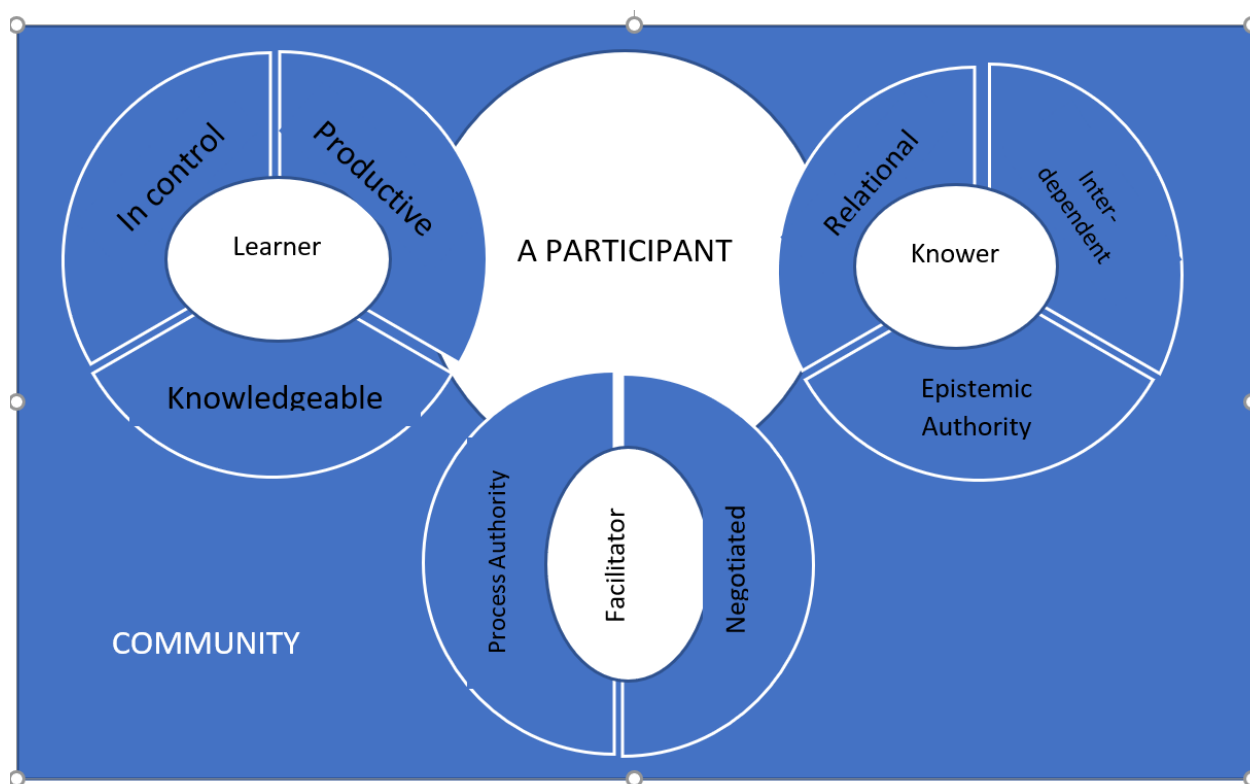 In control
Productive
Learner
Knowledgeable
A PARTICIPANT
Relational
Inter-
dependent
Knower
Epistemic
Authority
Process Authority
Facilitator
Negotiated
COMMUNITY